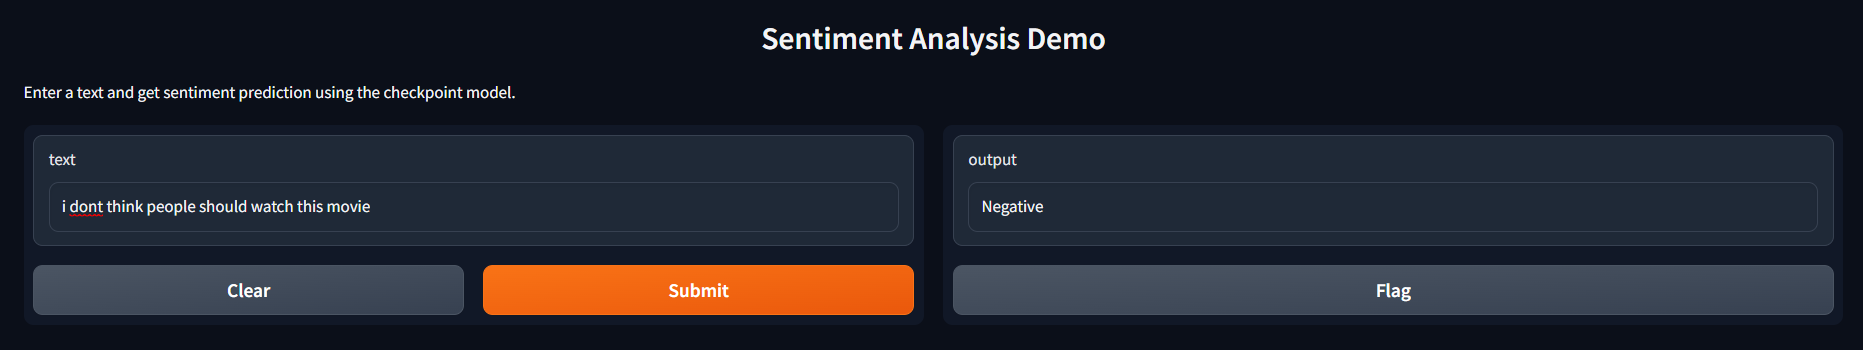 Sentiment Analysis Demo
Enter a text and get sentiment prediction using the checkpoint model.
text
i dont think people should watch this movie
Clear
Submit
output
Negative
Flag